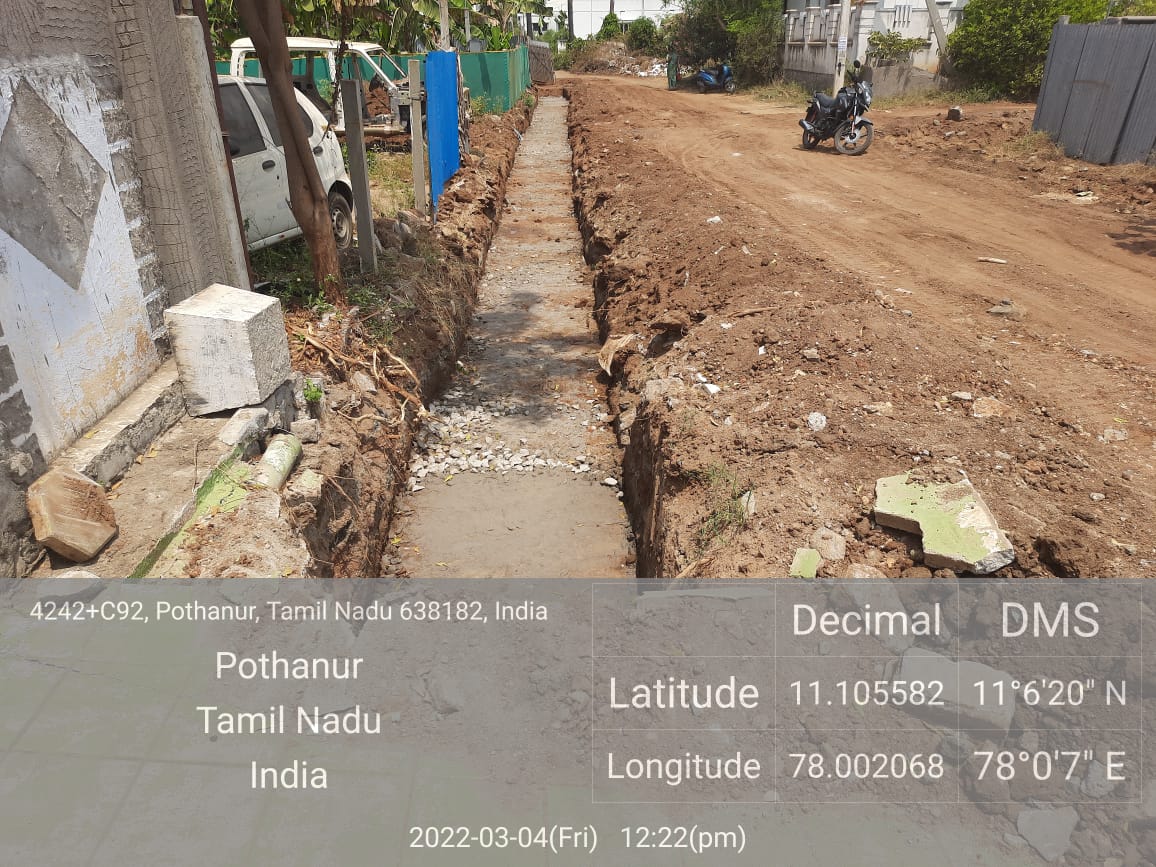 4242+C92, Pothanur, Tamil Nadu 638182, India
Pothanur
Tamil Nadu
India
Decimal DMS
Latitude 11.105582 11°6'20" N
Longitude 78.002068 78°0'7" E
2022-03-04(Fri) 12:22(pm)